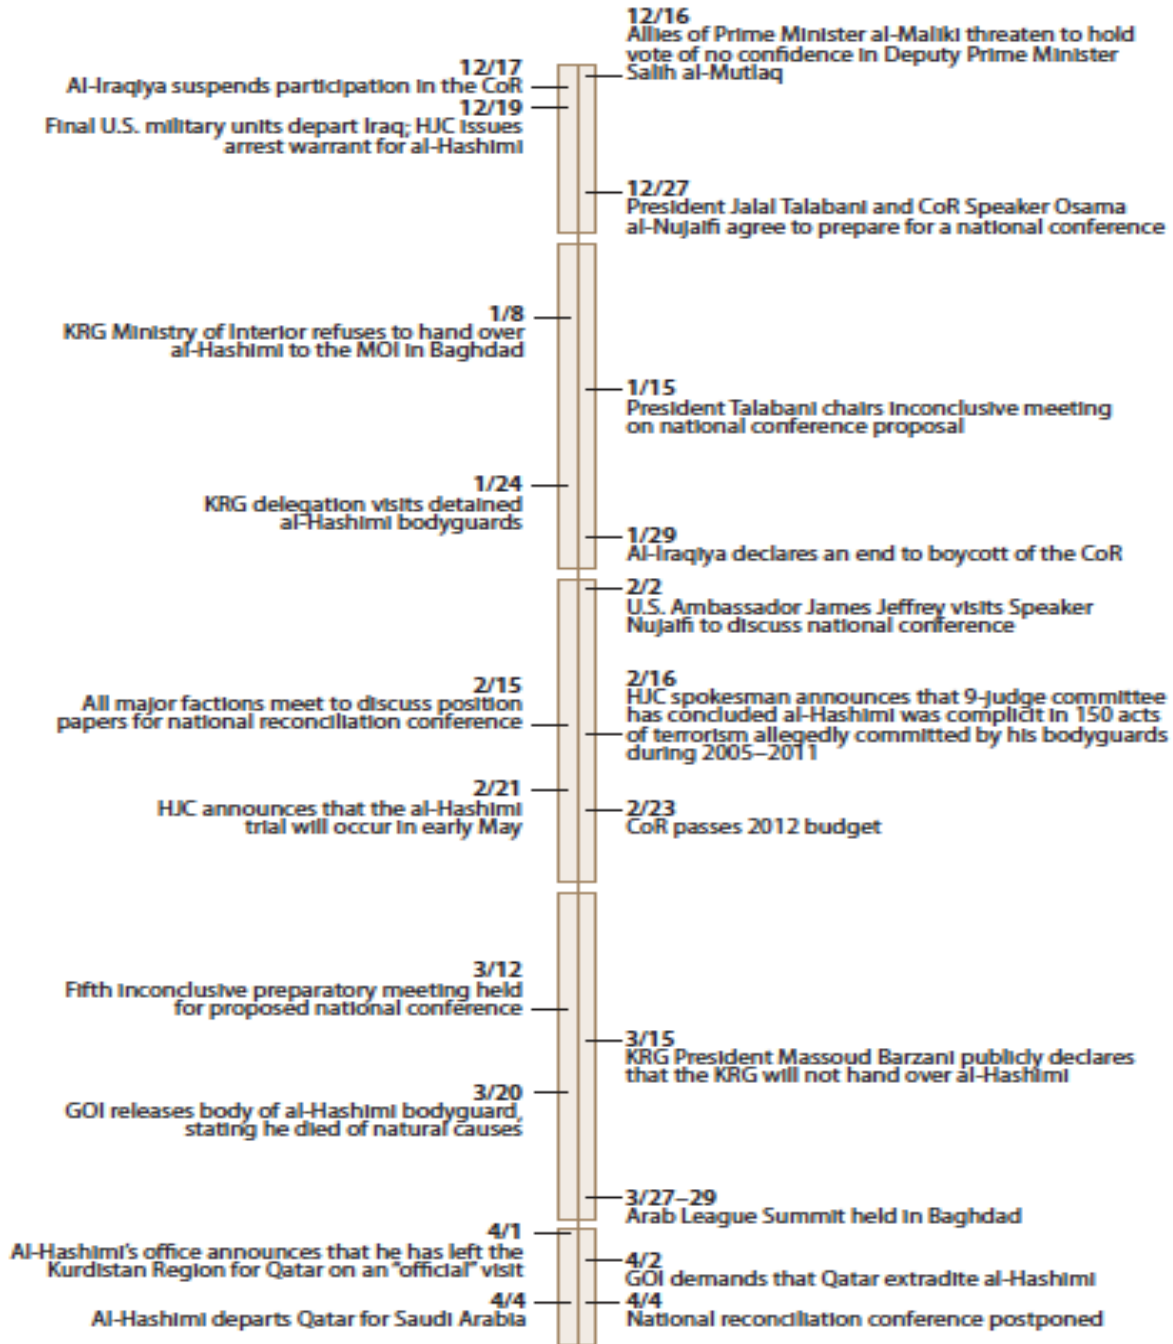 12/16
Allies of Prime Minister al-Maliki threaten to hold
vote of no confidence in Deputy Prime Minister
Salih al-Mutlaq
12/17
Al-Iraqiya suspends participation in the CoR
12/19
Final U.S. military units depart Iraq; HJC issues
arrest warrant for al-Hashimi
12/27
President Jalal Talabani and CoR Speaker Osama
al-Nujaifi agree to prepare for a national conference
1/8
KRG Ministry of Interior refuses to hand over
al-Hashimi to the MOI in Baghdad
1/15
President Talabani chairs inconclusive meeting
on national conference proposal
1/24
KRG delegation visits detained
al-Hashimi bodyguards
1/29
Al-Iraqiya declares an end to boycott of the CoR
2/2
U.S. Ambassador James Jeffrey visits Speaker
Nujaifi to discuss national conference
2/15
All major factions meet to discuss position
papers for national reconciliation conference
2/16
HJC spokesman announces that 9-judge committee
has concluded al-Hashimi was complicit in 150 acts
of terrorism allegedly committed by his bodyguards
during 2005–2011
2/21
HJC announces that the al-Hashimi
trial will occur in early May
2/23
CoR passes 2012 budget
3/12
Fifth inconclusive preparatory meeting held
for proposed national conference
3/15
KRG President Massoud Barzani publicly declares
that the KRG will not hand over al-Hashimi
3/20
GOI releases body of al-Hashimi bodyguard,
stating he died of natural causes
3/27–29
Arab League Summit held in Baghdad
4/1
Al-Hashimi's office announces that he has left the
Kurdistan Region for Qatar on an "official" visit
4/2
GOI demands that Qatar extradite al-Hashimi
4/4
Al-Hashimi departs Qatar for Saudi Arabia
4/4
National reconciliation conference postponed